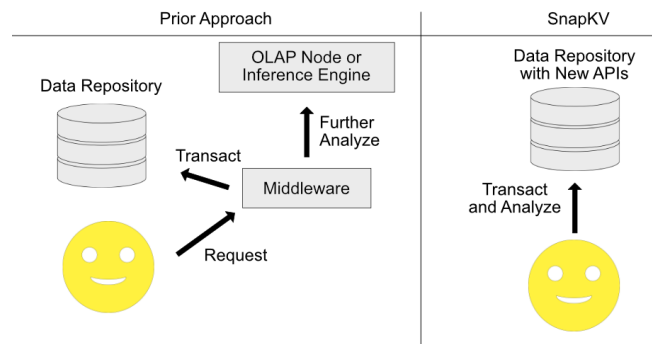 Prior Approach
SnapKV
OLAP Node or
Inference Engine
Data Repository
Further
Analyze
Transact
Middleware
Request
Data Repository
with New APIs
Transact
and Analyze